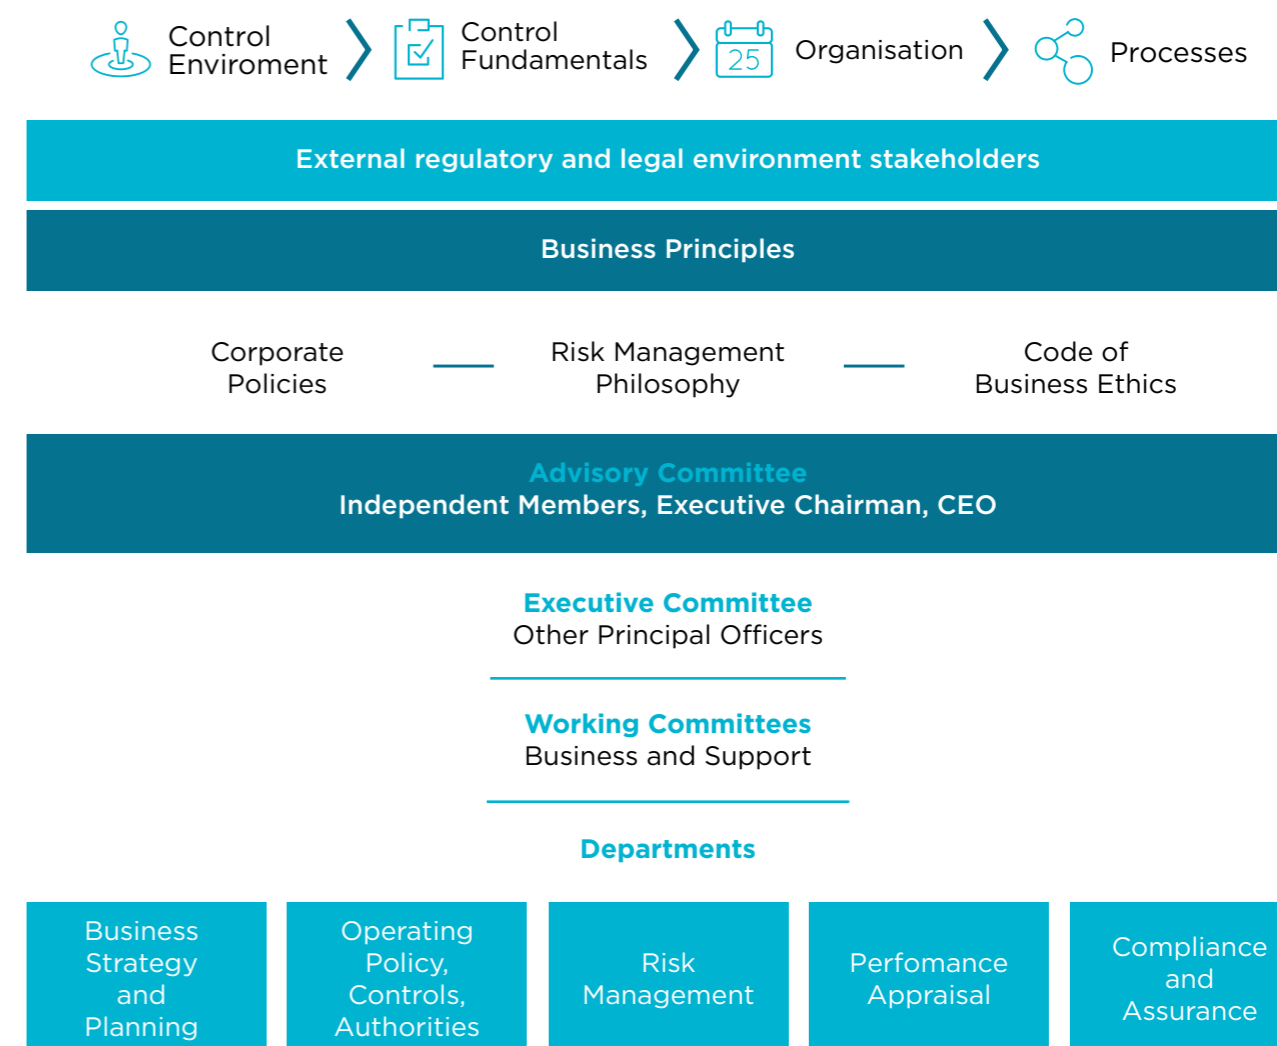 Control
Enviroment
Control
Fundamentals
25
Organisation
Processes
External regulatory and legal environment stakeholders
Business Principles
Corporate
Policies
Risk Management
Philosophy
Code of
Business Ethics
Advisory Committee
Independent Members, Executive Chairman, CEO
Executive Committee
Other Principal Officers
Working Committees
Business and Support
Departments
Business
Strategy
and
Planning
Operating
Policy,
Controls,
Authorities
Risk
Management
Perfomance
Appraisal
Compliance
and
Assurance